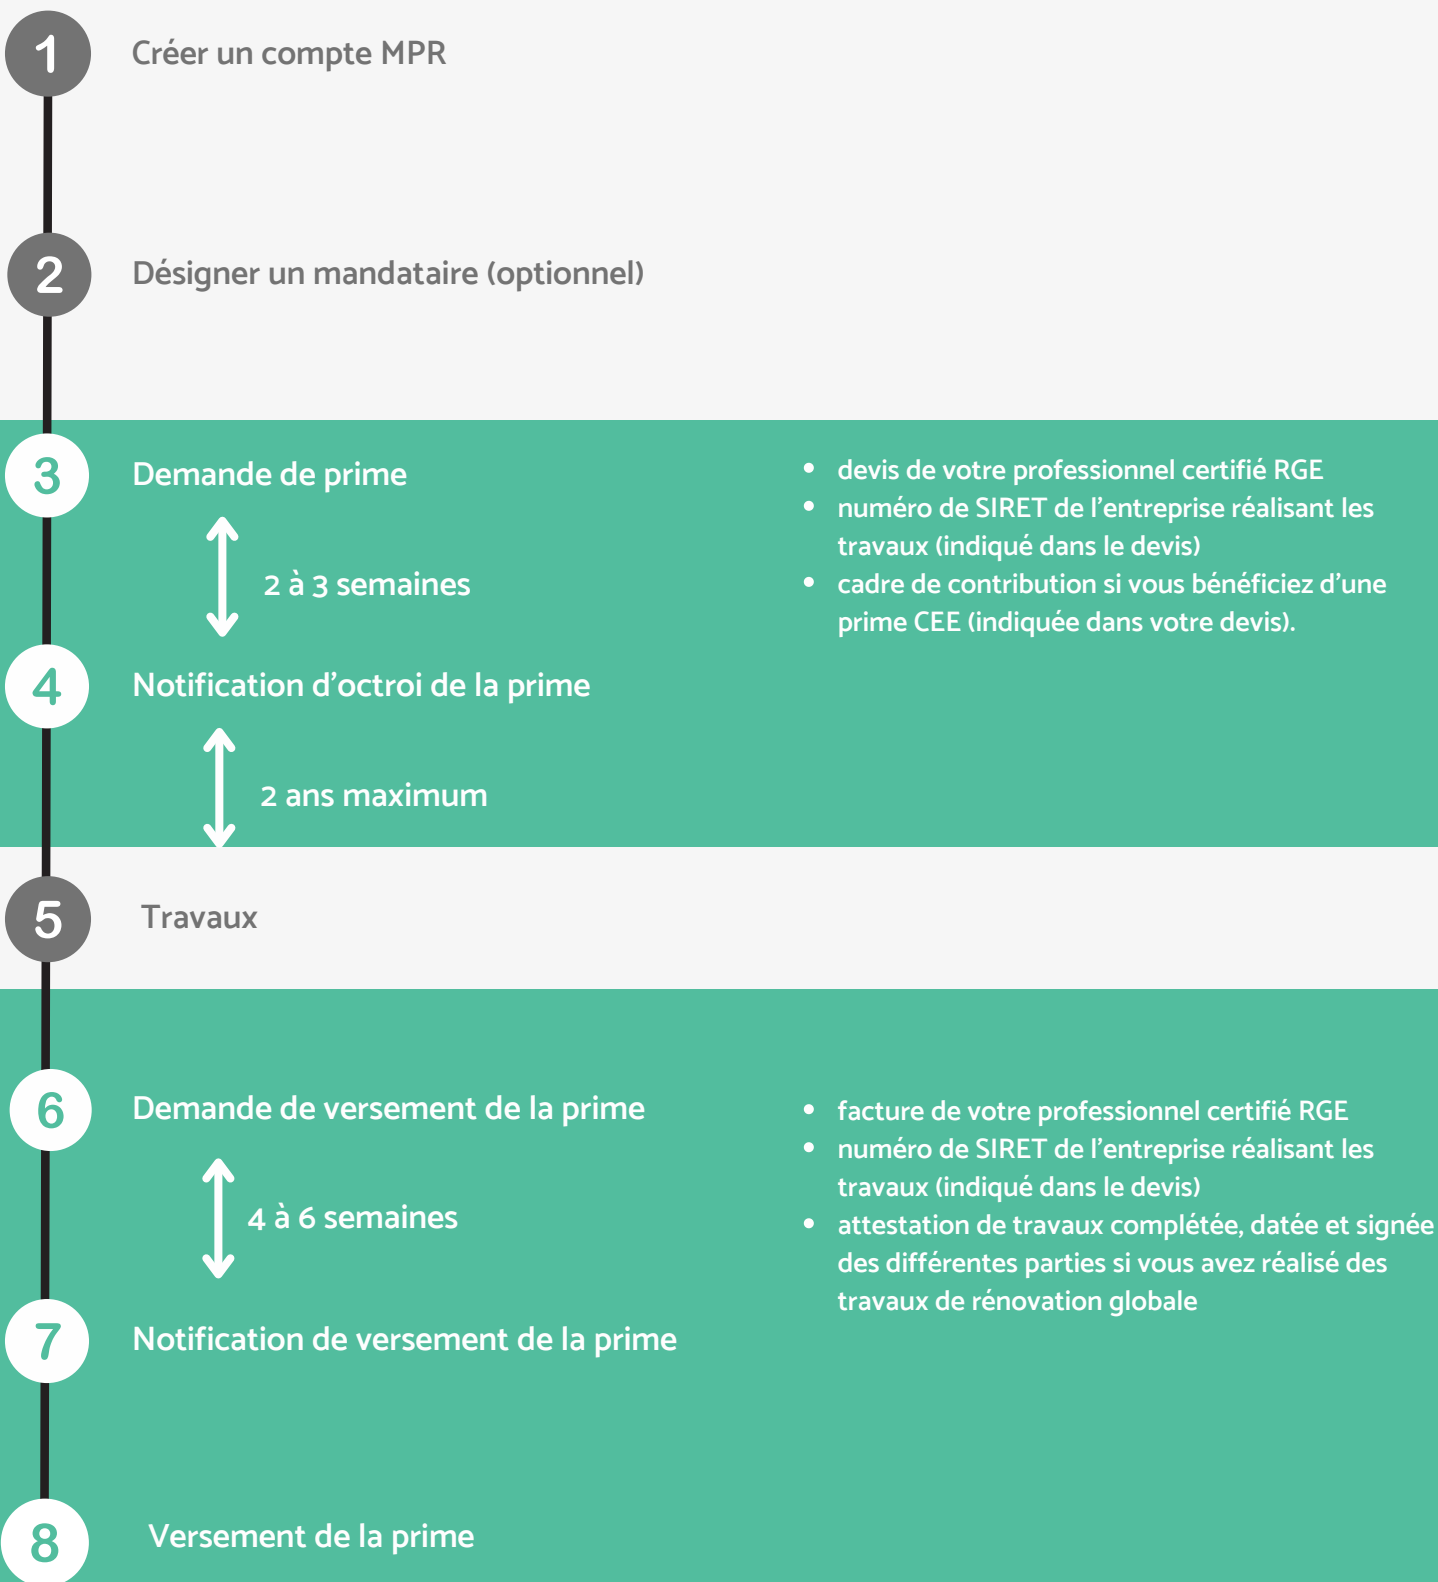 1
Créer un compte MPR
2
Désigner un mandataire (optionnel)
3
Demande de prime
2 à 3 semaines
• devis de votre professionnel certifié RGE
• numéro de SIRET de l'entreprise réalisant les
travaux (indiqué dans le devis)
• cadre de contribution si vous bénéficiez d'une
prime CEE (indiquée dans votre devis).
4
Notification d'octroi de la prime
2 ans maximum
5
Travaux
6
Demande de versement de la prime
4 à 6 semaines
• facture de votre professionnel certifié RGE
• numéro de SIRET de l'entreprise réalisant les
travaux (indiqué dans le devis)
• attestation de travaux complétée, datée et signée
des différentes parties si vous avez réalisé des
travaux de rénovation globale
7
Notification de versement de la prime
8
Versement de la prime